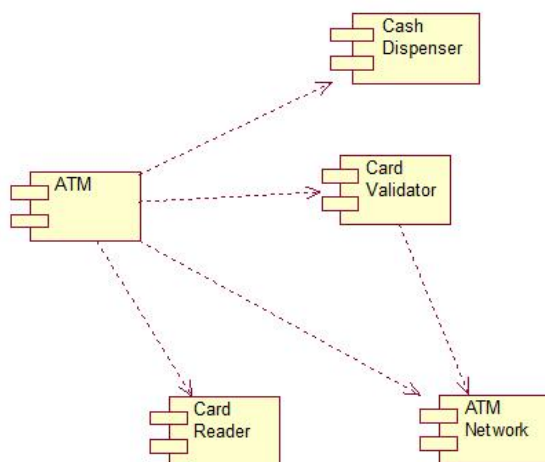 Cash
Dispenser
ATM
Card
Validator
Card
Reader
ATM
Network